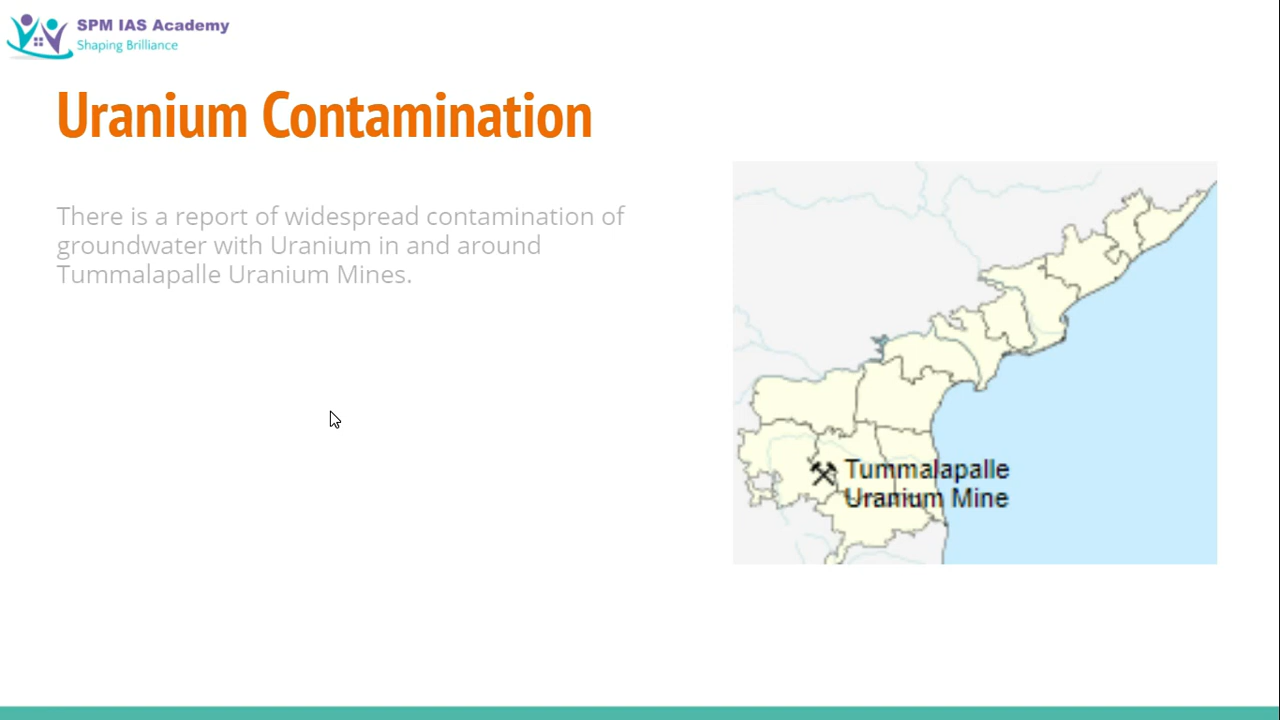 SPM IAS Academy
Shaping Brilliance
Uranium Contamination
There is a report of widespread contamination of
groundwater with Uranium in and around
Tummalapalle Uranium Mines.
Tummalapalle
Uranium Mine